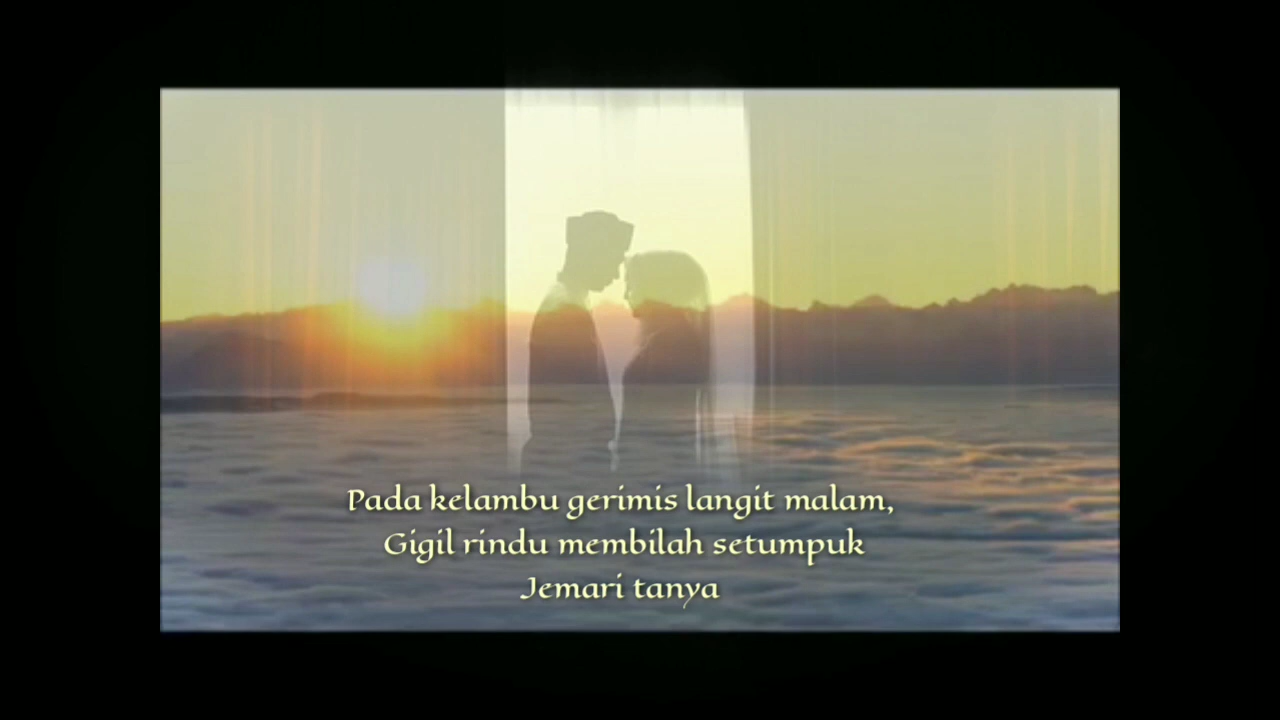 Pada kelambu gerimis langit malam,
Gigil rindu membilah setumpuk
Jemari tanya